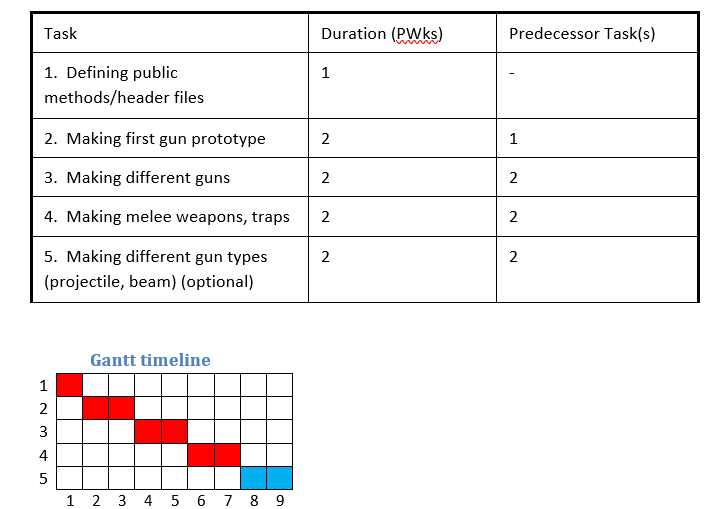 Task Duration (PWks) Predecessor Task(s)
1. Defining public
methods/header files 1 -
2. Making first gun prototype 2 1
3. Making different guns 2 2
4. Making melee weapons, traps 2 2
5. Making different gun types
(projectile, beam) (optional) 2 2
Gantt timeline
1
2
3
4
5
1 2 3 4 5 6 7 8 9